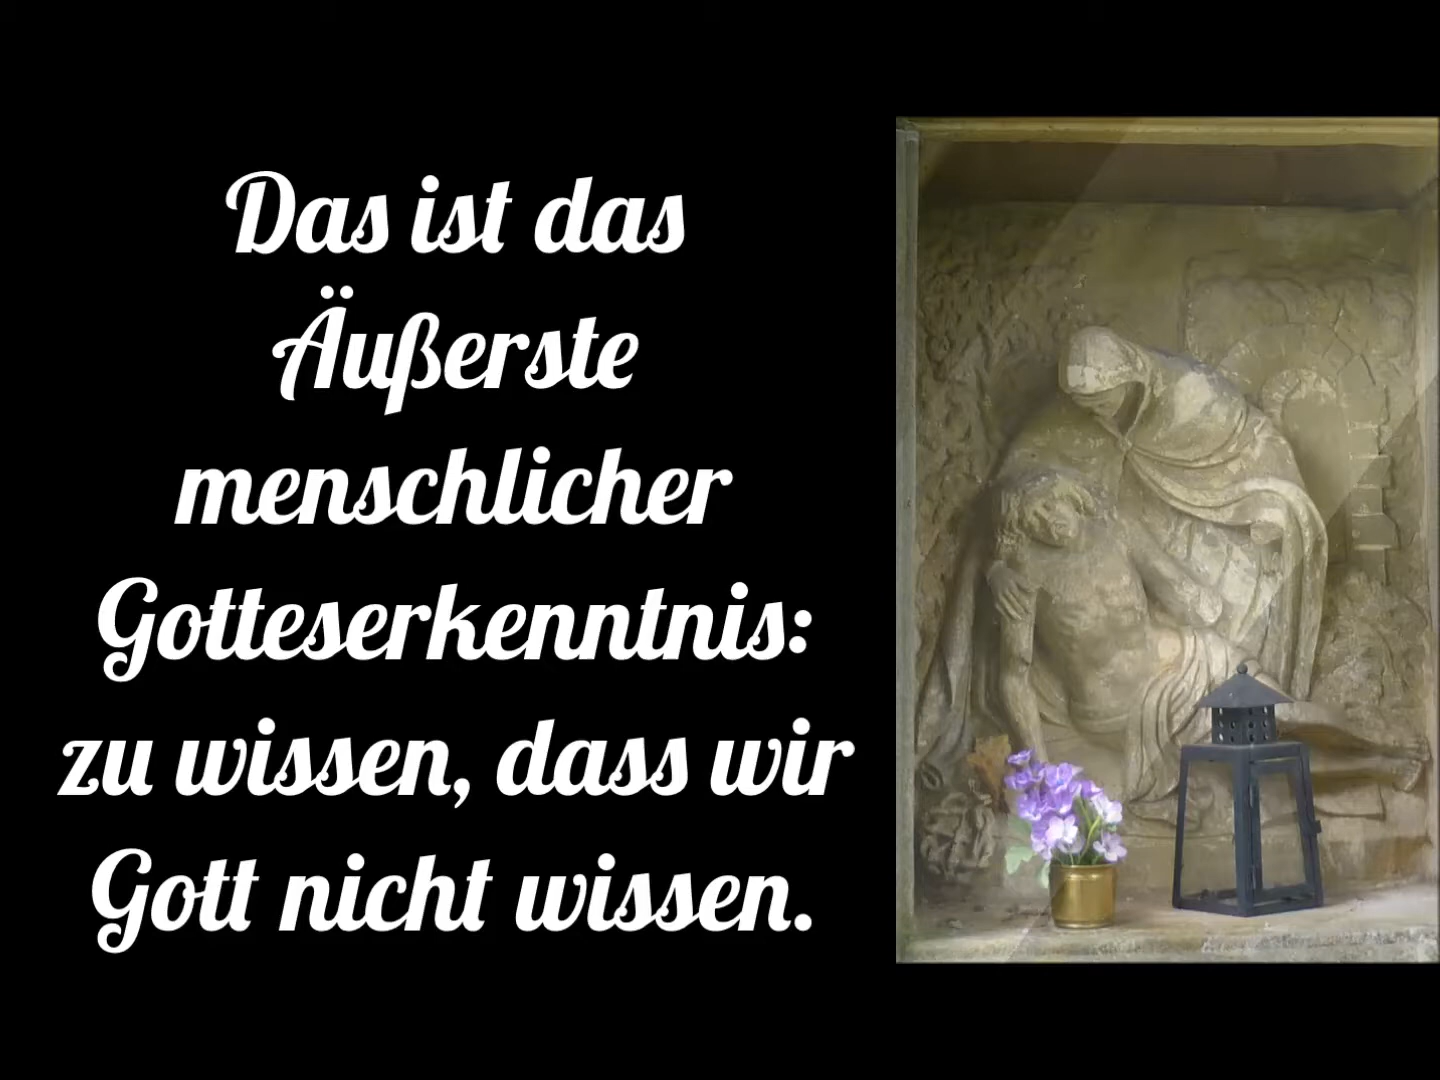 Das ist das
Äußerste
menschlicher
Gotteserkenntnis:
zu wissen, dass wir
Gott nicht wissen.